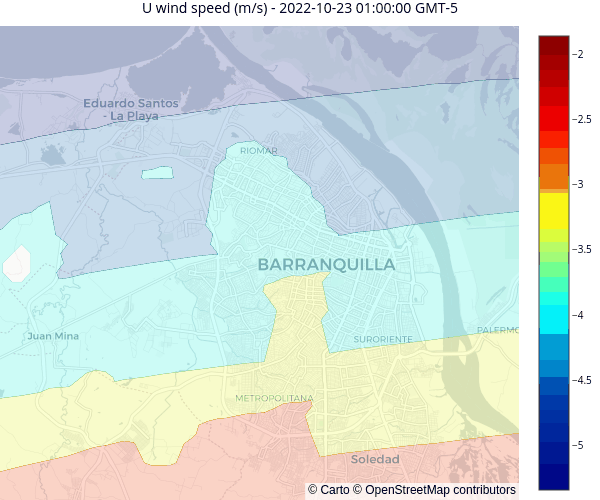 U wind speed (m/s) - 2022-10-23 01:00:00 GMT-5
Eduardo Santos
- La Playa
RIOMAR
BARRANQUILLA
Juan Mina
SURORIENTE
PALERMO
METROPOLITANA
Soledad
© Carto © OpenStreetMap contributors
−2
−2.5
−3
−3.5
−4
−4.5
−5